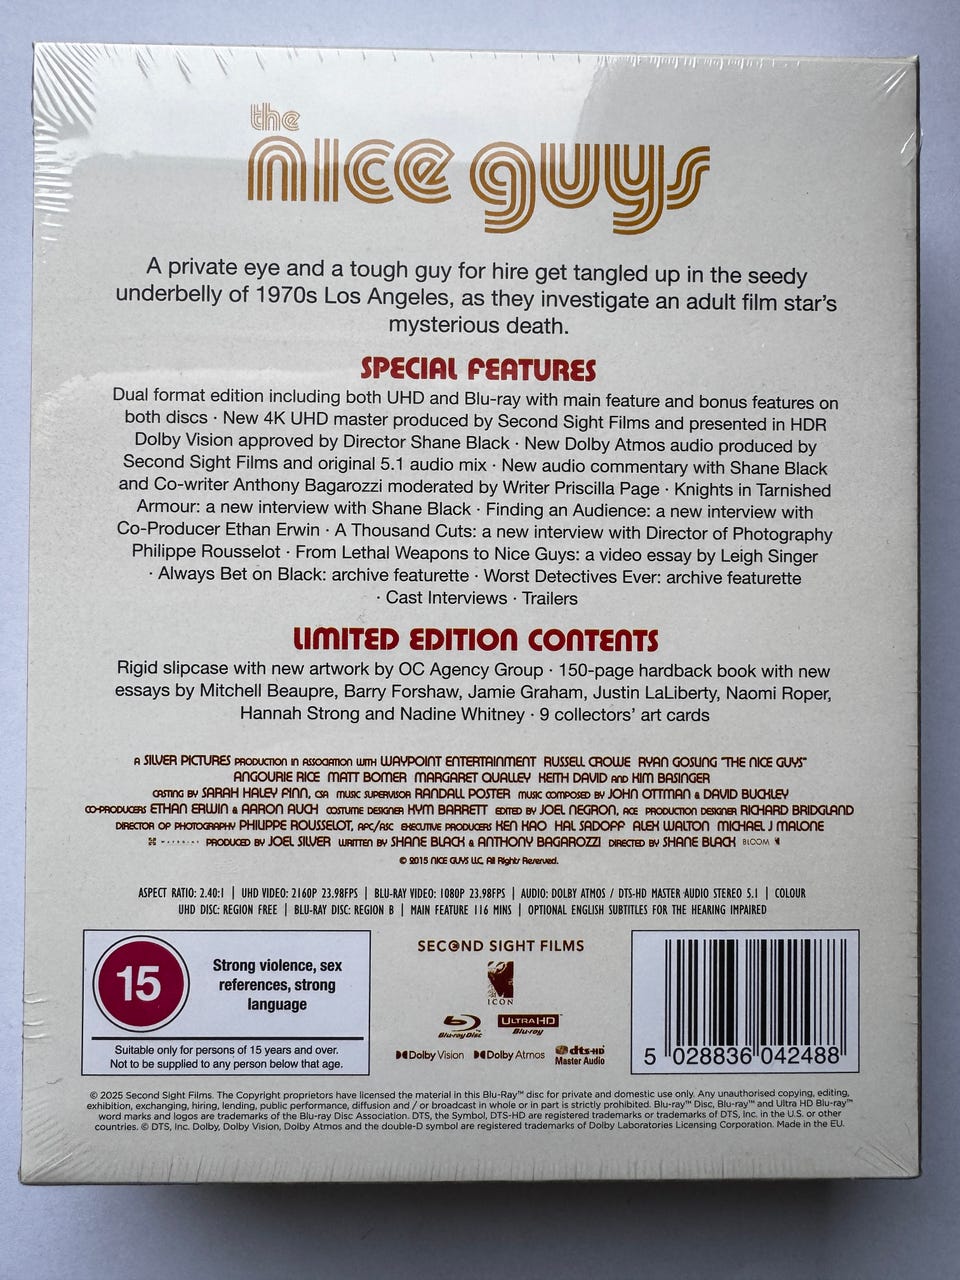 the
nice guys
A private eye and a tough guy for hire get tangled up in the seedy
underbelly of 1970s Los Angeles, as they investigate an adult film star's
mysterious death.
SPECIAL FEATURES
Dual format edition including both UHD and Blu-ray with main feature and bonus features on
both discs · New 4K UHD master produced by Second Sight Films and presented in HDR
Dolby Vision approved by Director Shane Black · New Dolby Atmos audio produced by
Second Sight Films and original 5.1 audio mix · New audio commentary with Shane Black
and Co-writer Anthony Bagarozzi moderated by Writer Priscilla Page · Knights in Tarnished
Armour: a new interview with Shane Black · Finding an Audience: a new interview with
Co-Producer Ethan Erwin · A Thousand Cuts: a new interview with Director of Photography
Philippe Rousselot · From Lethal Weapons to Nice Guys: a video essay by Leigh Singer
· Always Bet on Black: archive featurette · Worst Detectives Ever: archive featurette
· Cast Interviews · Trailers
LIMITED EDITION CONTENTS
Rigid slipcase with new artwork by OC Agency Group · 150-page hardback book with new
essays by Mitchell Beaupre, Barry Forshaw, Jamie Graham, Justin LaLiberty, Naomi Roper,
Hannah Strong and Nadine Whitney · 9 collectors' art cards
A SILVER PICTURES PRODUCTION IN ASSOCIATION WITH WAYPOINT ENTERTAINMENT RUSSELL CROWE RYAN GOSLING "THE NICE GUYS"
ANGOURIE RICE MATT BOMER MARGARET QUALLEY KEITH DAVID AND KIM BASINGER
CASTING BY SARAH HALEY FINN, CSA MUSIC SUPERVISOR RANDALL POSTER MUSIC COMPOSED BY JOHN OTTMAN & DAVID BUCKLEY
CO-PRODUCERS ETHAN ERWIN & AARON AUCH COSTUME DESIGNER KYM BARRETT EDITED BY JOEL NEGRON, ACE PRODUCTION DESIGNER RICHARD BRIDGLAND
DIRECTOR OF PHOTOGRAPHY PHILIPPE ROUSSELOT, AFC/ASC EXECUTIVE PRODUCERS KEN KAO HAL SADOFF ALEX WALTON MICHAEL J MALONE
PRODUCED BY JOEL SILVER WRITTEN BY SHANE BLACK & ANTHONY BAGAROZZI DIRECTED BY SHANE BLACK BLOOM
© 2015 NICE GUYS LLC, All Rights Reserved.
ASPECT RATIO: 2.40:1 | UHD VIDEO: 2160P 23.98FPS | BLU-RAY VIDEO: 1080P 23.98FPS | AUDIO: DOLBY ATMOS / DTS-HD MASTER AUDIO STEREO 5.1 | COLOUR
UHD DISC: REGION FREE | BLU-RAY DISC: REGION B | MAIN FEATURE 116 MINS | OPTIONAL ENGLISH SUBTITLES FOR THE HEARING IMPAIRED
15
Strong violence, sex
references, strong
language
Suitable only for persons of 15 years and over.
Not to be supplied to any person below that age.
SECOND SIGHT FILMS
ICON
Blu-ray Disc™
ULTRA HD
Blu-ray™
Dolby Vision
Dolby Atmos
dts-HD
Master Audio
5 028836 042488
© 2025 Second Sight Films. The Copyright proprietors have licensed the material in this Blu-Ray™ disc for private and domestic use only. Any unauthorised copying, editing,
exhibition, exchanging, hiring, lending, public performance, diffusion and / or broadcast in whole or in part is strictly prohibited. Blu-ray™ Disc, Blu-ray™ and Ultra HD Blu-ray™
word marks and logos are trademarks of the Blu-ray Disc Association. DTS, the Symbol, DTS-HD are registered trademarks or trademarks of DTS, Inc. in the U.S. or other
countries. © DTS, Inc. Dolby, Dolby Vision, Dolby Atmos and the double-D symbol are registered trademarks of Dolby Laboratories Licensing Corporation. Made in the EU.